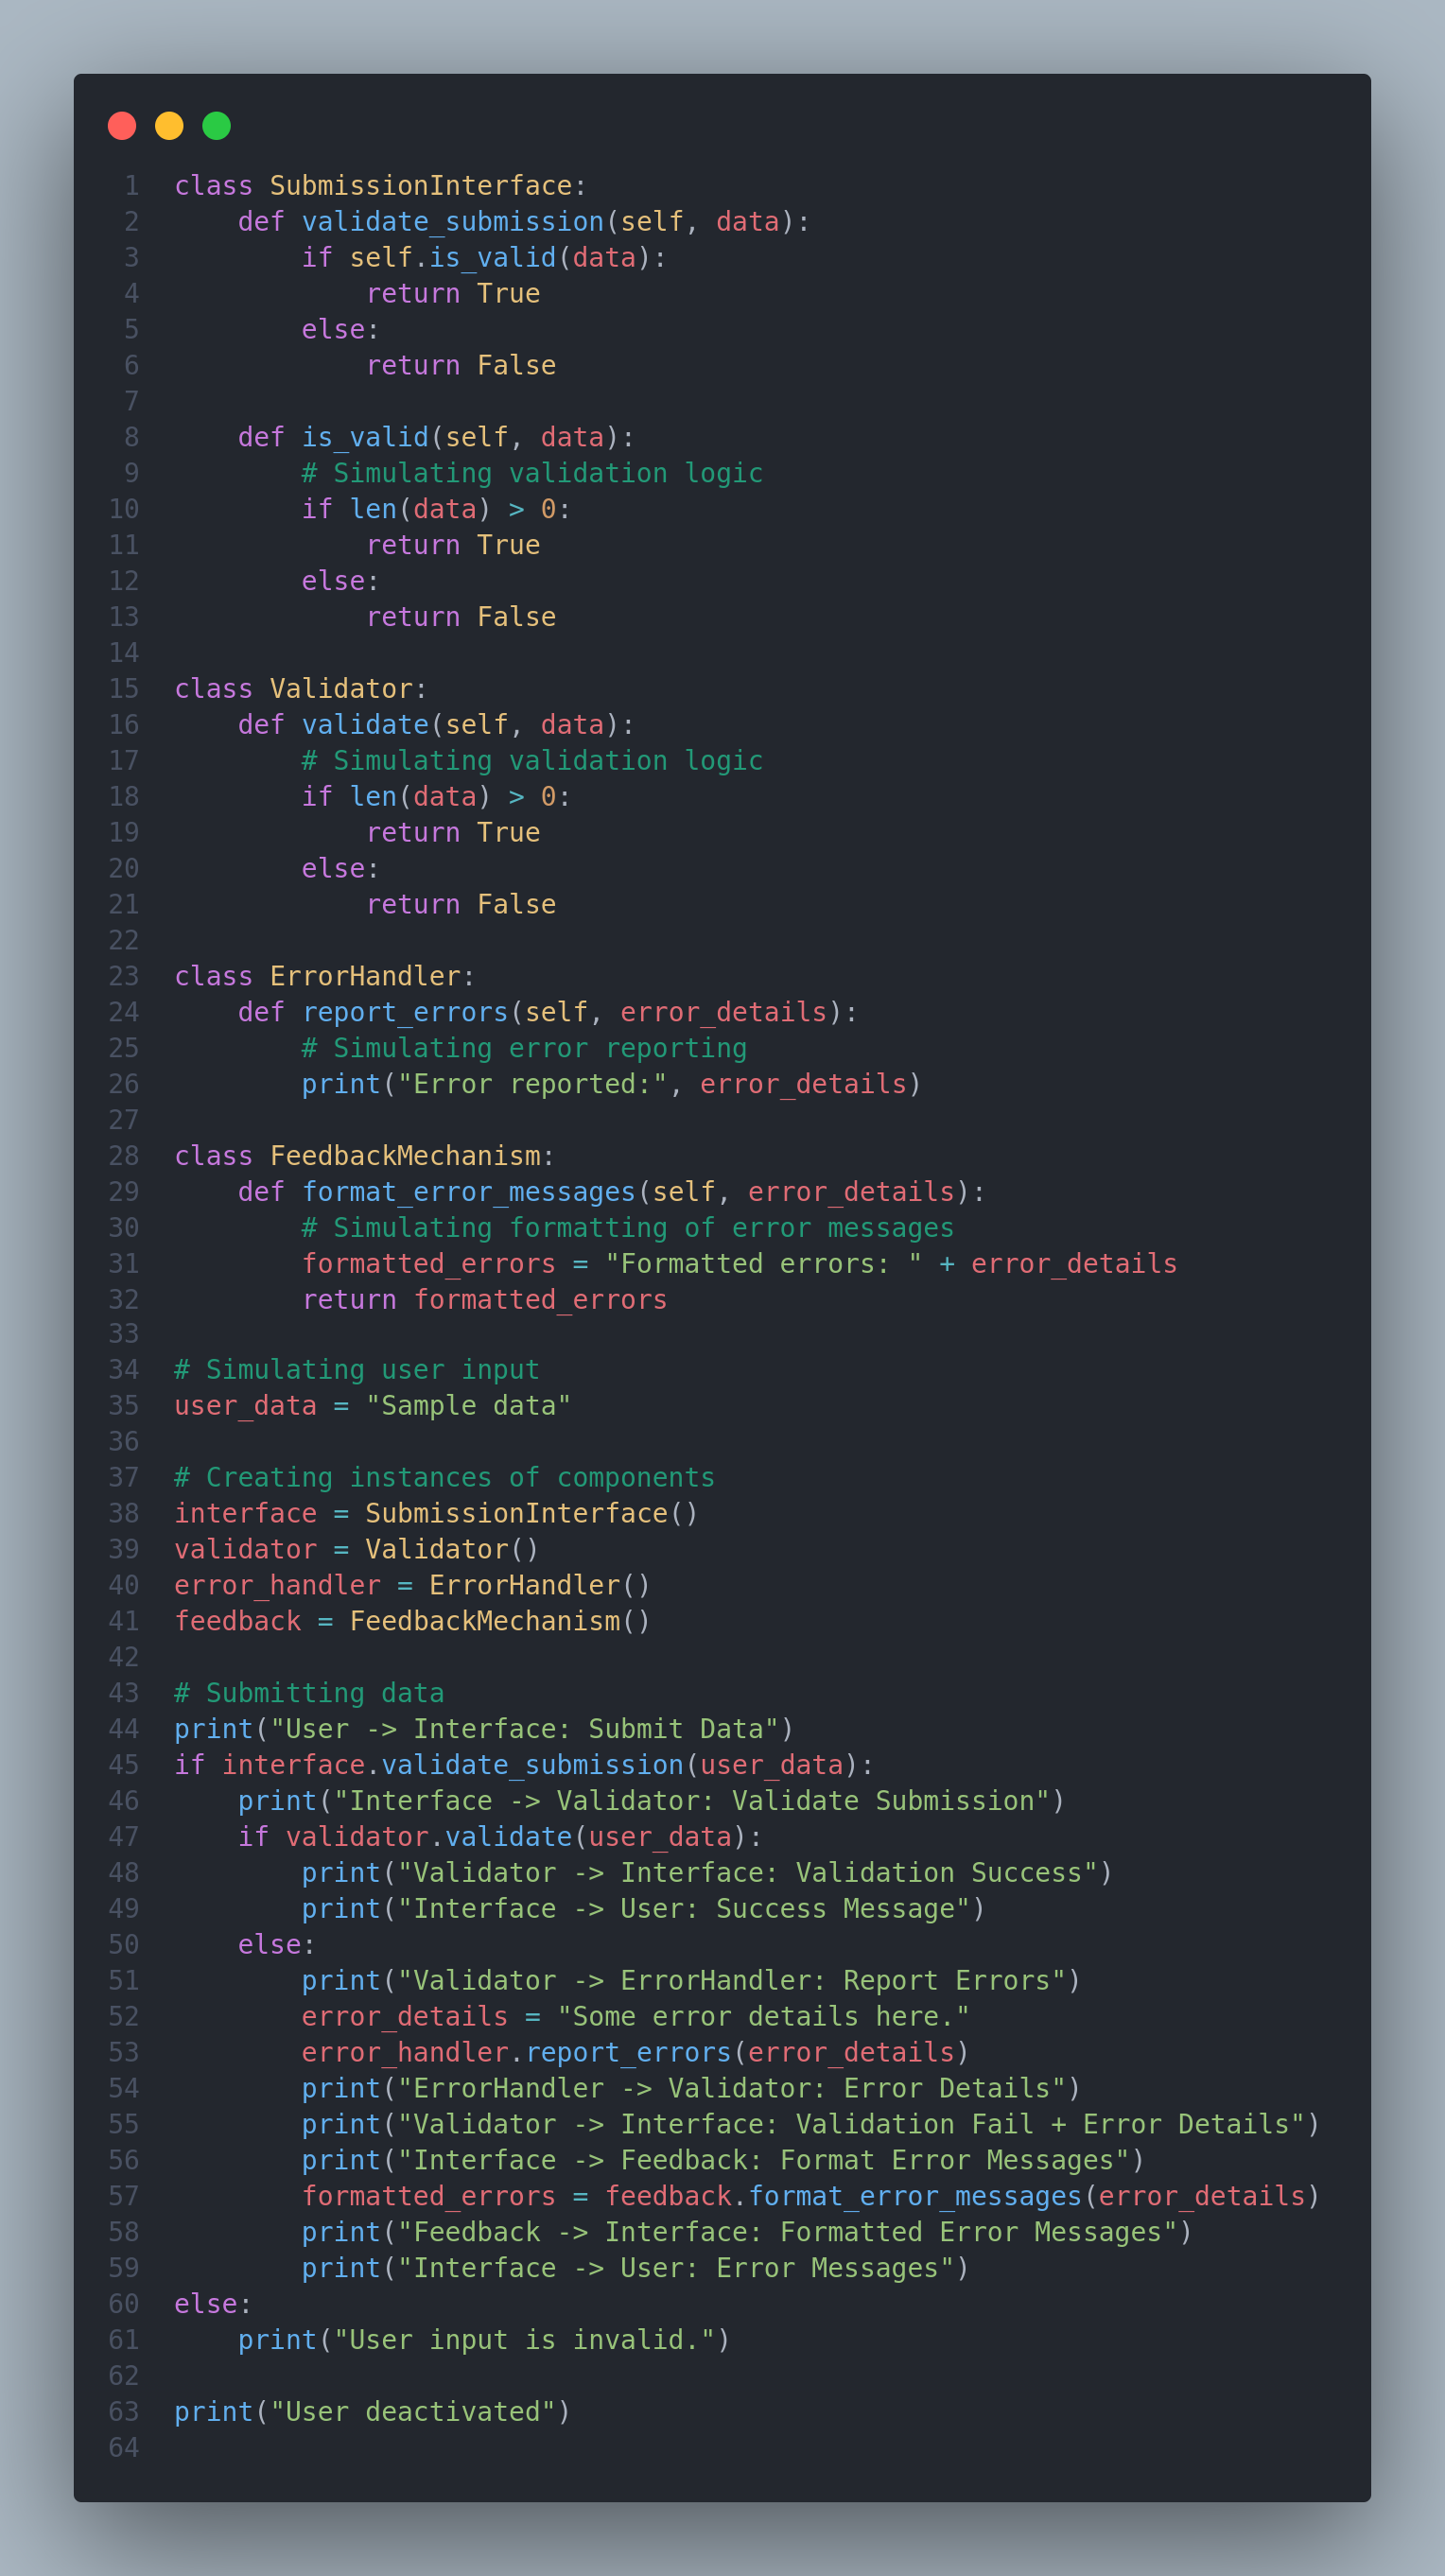 1 class SubmissionInterface:
2     def validate_submission(self, data):
3         if self.is_valid(data):
4             return True
5         else:
6             return False
7
8     def is_valid(self, data):
9         # Simulating validation logic
10         if len(data) > 0:
11             return True
12         else:
13             return False
14
15 class Validator:
16     def validate(self, data):
17         # Simulating validation logic
18         if len(data) > 0:
19             return True
20         else:
21             return False
22
23 class ErrorHandler:
24     def report_errors(self, error_details):
25         # Simulating error reporting
26         print("Error reported:", error_details)
27
28 class FeedbackMechanism:
29     def format_error_messages(self, error_details):
30         # Simulating formatting of error messages
31         formatted_errors = "Formatted errors: " + error_details
32         return formatted_errors
33
34 # Simulating user input
35 user_data = "Sample data"
36
37 # Creating instances of components
38 interface = SubmissionInterface()
39 validator = Validator()
40 error_handler = ErrorHandler()
41 feedback = FeedbackMechanism()
42
43 # Submitting data
44 print("User -> Interface: Submit Data")
45 if interface.validate_submission(user_data):
46     print("Interface -> Validator: Validate Submission")
47     if validator.validate(user_data):
48         print("Validator -> Interface: Validation Success")
49         print("Interface -> User: Success Message")
50     else:
51         print("Validator -> ErrorHandler: Report Errors")
52         error_details = "Some error details here."
53         error_handler.report_errors(error_details)
54         print("ErrorHandler -> Validator: Error Details")
55         print("Validator -> Interface: Validation Fail + Error Details")
56         print("Interface -> Feedback: Format Error Messages")
57         formatted_errors = feedback.format_error_messages(error_details)
58         print("Feedback -> Interface: Formatted Error Messages")
59         print("Interface -> User: Error Messages")
60 else:
61     print("User input is invalid.")
62
63 print("User deactivated")
64